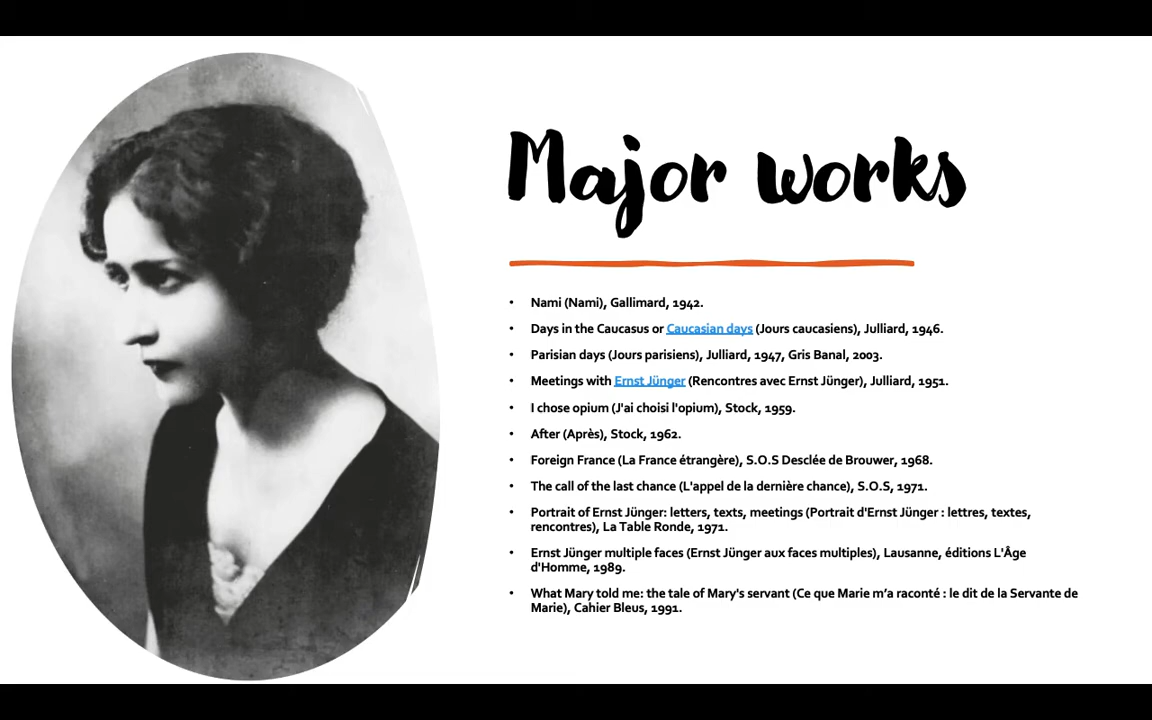 Major works
• Nami (Nami), Gallimard, 1942.
• Days in the Caucasus or Caucasian days (Jours caucasiens), Julliard, 1946.
• Parisian days (Jours parisiens), Julliard, 1947, Gris Banal, 2003.
• Meetings with Ernst Jünger (Rencontres avec Ernst Jünger), Julliard, 1951.
• I chose opium (J'ai choisi l'opium), Stock, 1959.
• After (Après), Stock, 1962.
• Foreign France (La France étrangère), S.O.S Desclée de Brouwer, 1968.
• The call of the last chance (L'appel de la dernière chance), S.O.S, 1971.
• Portrait of Ernst Jünger: letters, texts, meetings (Portrait d'Ernst Jünger : lettres, textes,
rencontres), La Table Ronde, 1971.
• Ernst Jünger multiple faces (Ernst Jünger aux faces multiples), Lausanne, éditions L'Âge
d'Homme, 1989.
• What Mary told me: the tale of Mary's servant (Ce que Marie m’a raconté : le dit de la Servante de
Marie), Cahier Bleus, 1991.